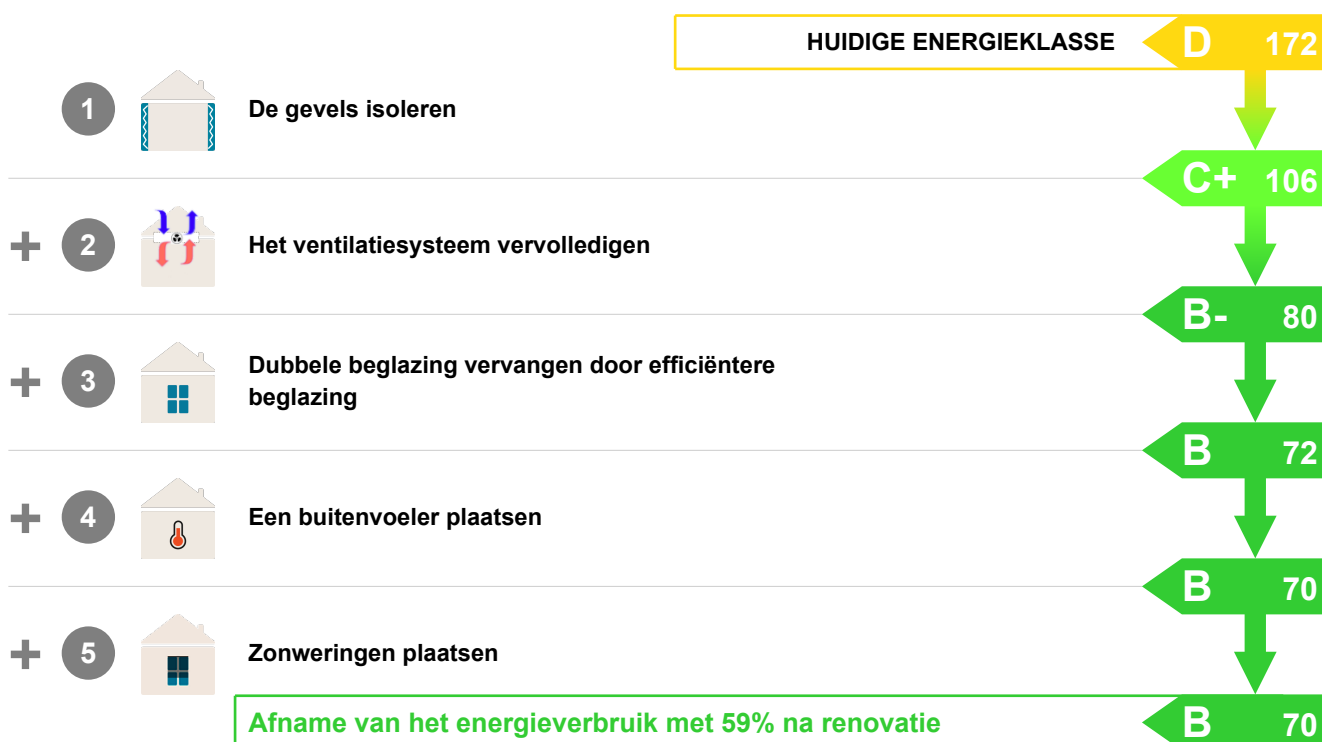 HUIDIGE ENERGIEKLASSE D 172
1 De gevels isoleren
C+ 106
+ 2 Het ventilatiesysteem vervolledigen
B- 80
+ 3 Dubbele beglazing vervangen door efficiëntere
beglazing
B 72
+ 4 Een buitenvoeler plaatsen
B 70
+ 5 Zonweringen plaatsen
Afname van het energieverbruik met 59% na renovatie B 70